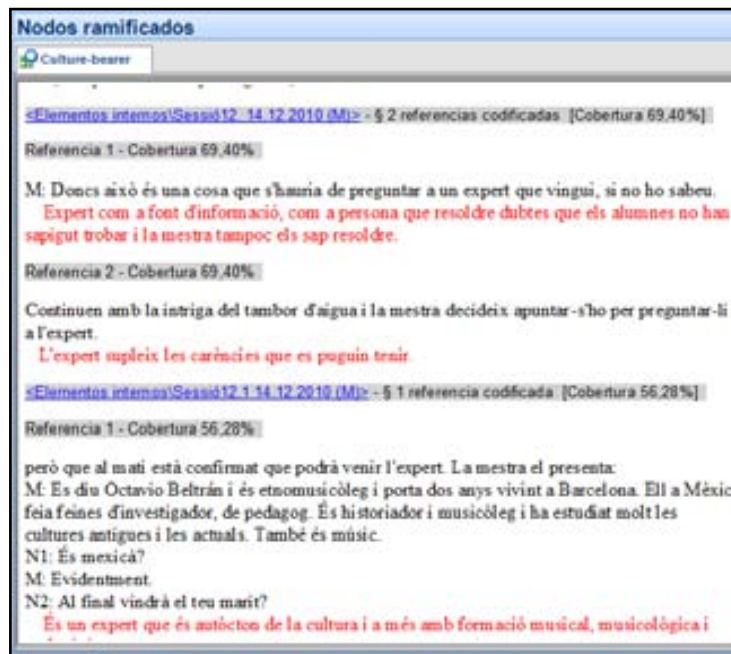 Nodos ramificados
Culture-bearer
<Elementos internos\Sessió12_14.12.2010 (M)> - § 2 referencias codificadas [Cobertura 69,40%]
Referencia 1 - Cobertura 69,40%
M: Doncs això és una cosa que s'hauria de preguntar a un expert que vingui, si no ho sabeu.
Expert com a font d'informació, com a persona que resoldre dubtes que els alumnes no han
sapigut trobar i la mestra tampoc els sap resoldre.
Referencia 2 - Cobertura 69,40%
Continuen amb la intriga del tambor d'aigua i la mestra decideix apuntar-s'ho per preguntar-li
a l'expert.
L'expert supleix les carències que es puguin tenir.
<Elementos internos\Sessió12.1 14.12.2010 (M)> - § 1 referencia codificada [Cobertura 56,28%]
Referencia 1 - Cobertura 56,28%
però que al matí està confirmat que podrà venir l'expert. La mestra el presenta:
M: Es diu Octavio Beltrán i és etnomusicòleg i porta dos anys vivint a Barcelona. Ell a Mèxic
feia feines d'investigador, de pedagog. És historiador i musicòleg i ha estudiat molt les
cultures antigues i les actuals. També és músic.
N1: És mexicà?
M: Evidentment.
N2: Al final vindrà el teu marit?
És un expert que és autòcton de la cultura i a més amb formació musical, musicològica i